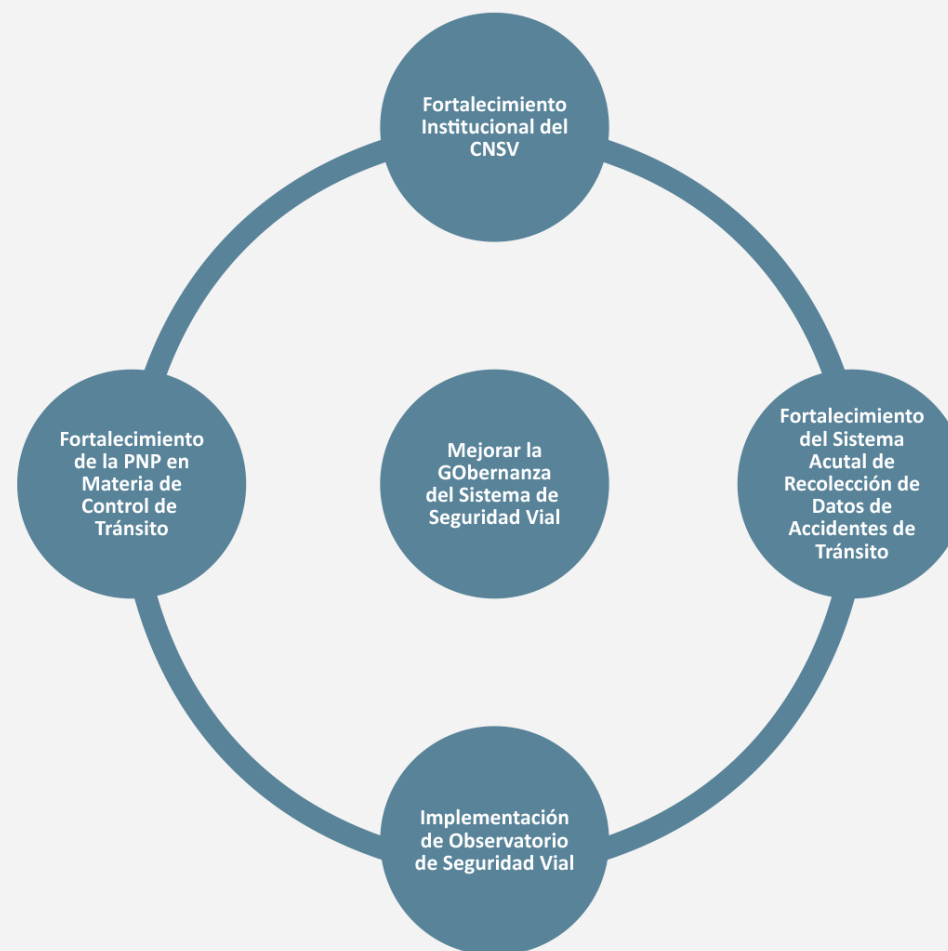 Fortalecimiento
Institucional del
CNSV
Fortalecimiento
de la PNP en
Materia de
Control de
Tránsito
Mejorar la
GObernanza
del Sistema de
Seguridad Vial
Fortalecimiento
del Sistema
Acutal de
Recolección de
Datos de
Accidentes de
Tránsito
Implementación
de Observatorio
de Seguridad Vial